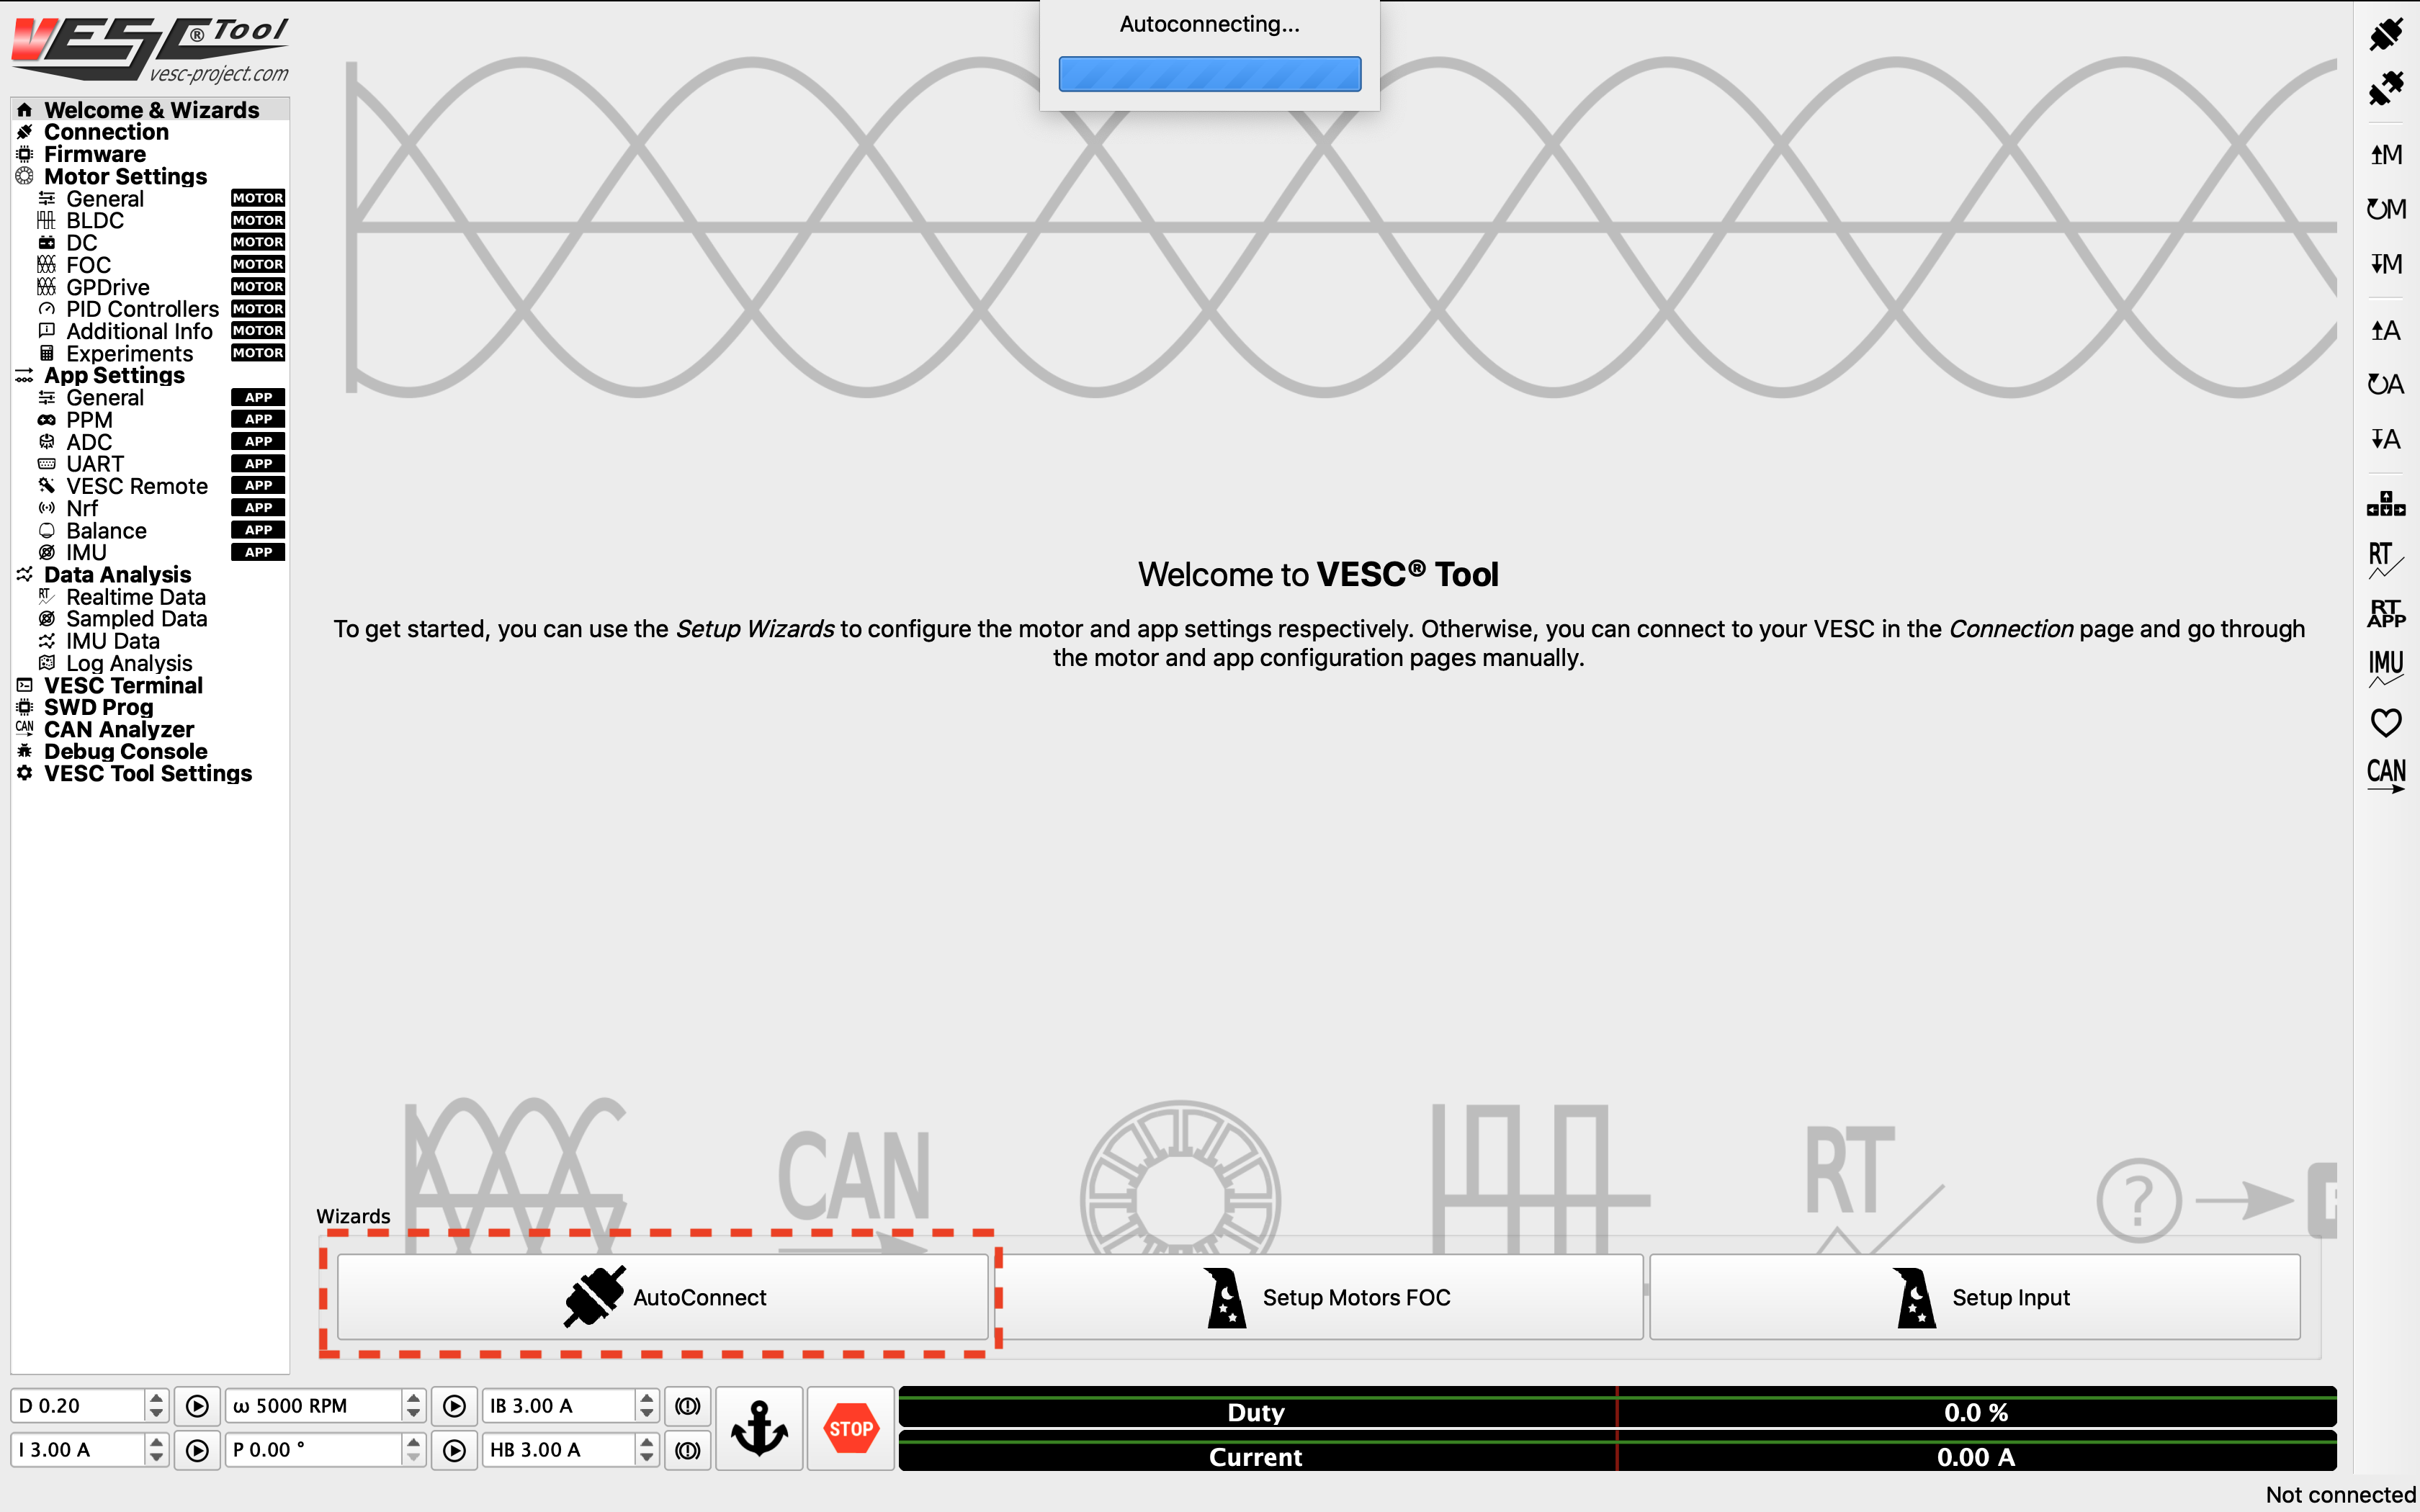 VESC® Tool
vesc-project.com
Autoconnecting...
Welcome & Wizards
Connection
Firmware
Motor Settings
General MOTOR
BLDC MOTOR
DC MOTOR
FOC MOTOR
GPDrive MOTOR
PID Controllers MOTOR
Additional Info MOTOR
Experiments MOTOR
App Settings
General APP
PPM APP
ADC APP
UART APP
VESC Remote APP
Nrf APP
Balance APP
IMU APP
Data Analysis
RT Realtime Data
Sampled Data
IMU Data
Log Analysis
VESC Terminal
SWD Prog
CAN CAN Analyzer
Debug Console
VESC Tool Settings
Welcome to VESC® Tool
To get started, you can use the Setup Wizards to configure the motor and app settings respectively. Otherwise, you can connect to your VESC in the Connection page and go through
the motor and app configuration pages manually.
CAN
RT
?
Wizards
AutoConnect
Setup Motors FOC
Setup Input
D 0.20
ω 5000 RPM
IB 3.00 A
I 3.00 A
P 0.00 °
HB 3.00 A
STOP
Duty 0.0 %
Current 0.00 A
Not connected
M
M
M
A
A
A
RT
RT
APP
IMU
CAN